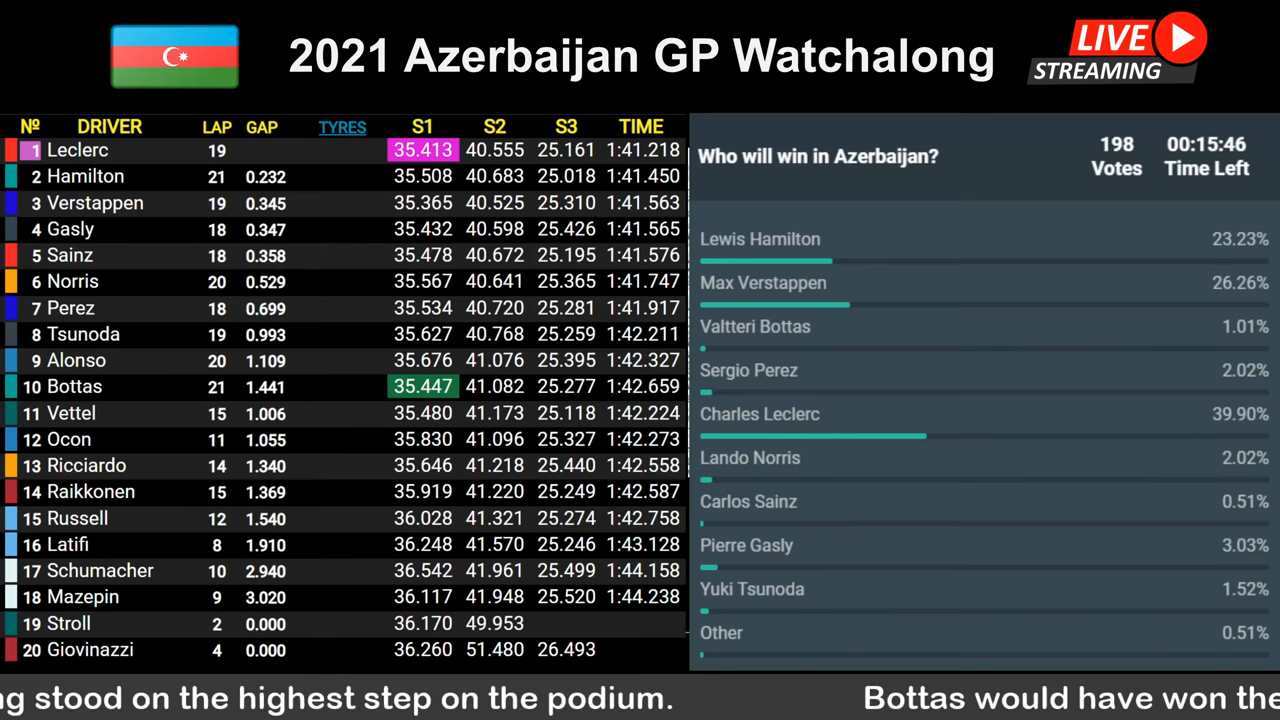 2021 Azerbaijan GP Watchalong
LIVE
STREAMING
Nº DRIVER LAP GAP TYRES S1 S2 S3 TIME
1 Leclerc 19 35.413 40.555 25.161 1:41.218
2 Hamilton 21 0.232 35.508 40.683 25.018 1:41.450
3 Verstappen 19 0.345 35.365 40.525 25.310 1:41.563
4 Gasly 18 0.347 35.432 40.598 25.426 1:41.565
5 Sainz 18 0.358 35.478 40.672 25.195 1:41.576
6 Norris 20 0.529 35.567 40.641 25.365 1:41.747
7 Perez 18 0.699 35.534 40.720 25.281 1:41.917
8 Tsunoda 19 0.993 35.627 40.768 25.259 1:42.211
9 Alonso 20 1.109 35.676 41.076 25.395 1:42.327
10 Bottas 21 1.441 35.447 41.082 25.277 1:42.659
11 Vettel 15 1.006 35.480 41.173 25.118 1:42.224
12 Ocon 11 1.055 35.830 41.096 25.327 1:42.273
13 Ricciardo 14 1.340 35.646 41.218 25.440 1:42.558
14 Raikkonen 15 1.369 35.919 41.220 25.249 1:42.587
15 Russell 12 1.540 36.028 41.321 25.274 1:42.758
16 Latifi 8 1.910 36.248 41.570 25.246 1:43.128
17 Schumacher 10 2.940 36.542 41.961 25.499 1:44.158
18 Mazepin 9 3.020 36.117 41.948 25.520 1:44.238
19 Stroll 2 0.000 36.170 49.953
20 Giovinazzi 4 0.000 36.260 51.480 26.493
Who will win in Azerbaijan?
198 Votes
00:15:46 Time Left
Lewis Hamilton 23.23%
Max Verstappen 26.26%
Valtteri Bottas 1.01%
Sergio Perez 2.02%
Charles Leclerc 39.90%
Lando Norris 2.02%
Carlos Sainz 0.51%
Pierre Gasly 3.03%
Yuki Tsunoda 1.52%
Other 0.51%
g stood on the highest step on the podium. Bottas would have won the